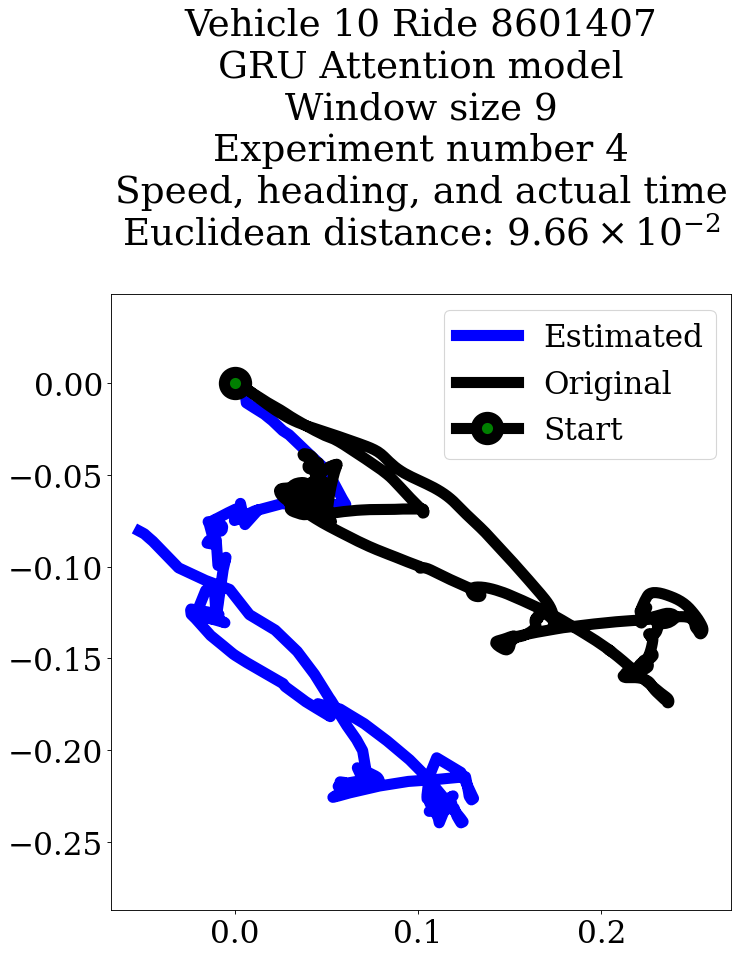 Vehicle 10 Ride 8601407
GRU Attention model
Window size 9
Experiment number 4
Speed, heading, and actual time
Euclidean distance: 9.66 × 10⁻²
Estimated
Original
Start
0.00
−0.05
−0.10
−0.15
−0.20
−0.25
0.0
0.1
0.2